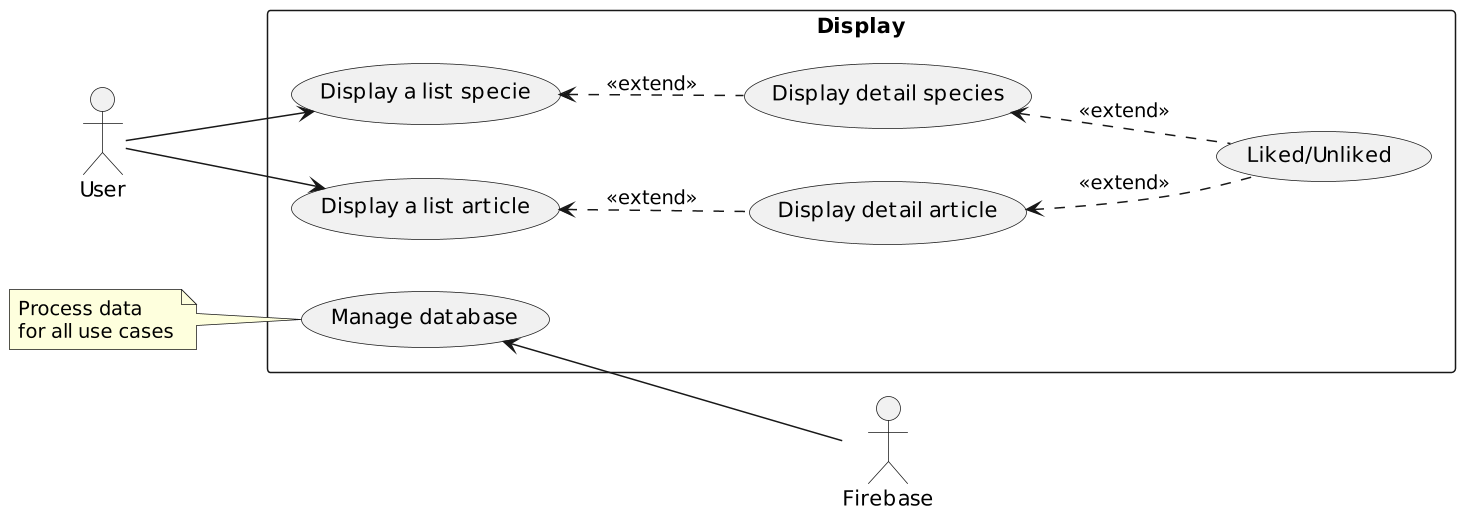 Display
Display a list specie
«extend»
Display detail species
«extend»
Liked/Unliked
User
Display a list article
«extend»
Display detail article
«extend»
Process data
for all use cases
Manage database
Firebase